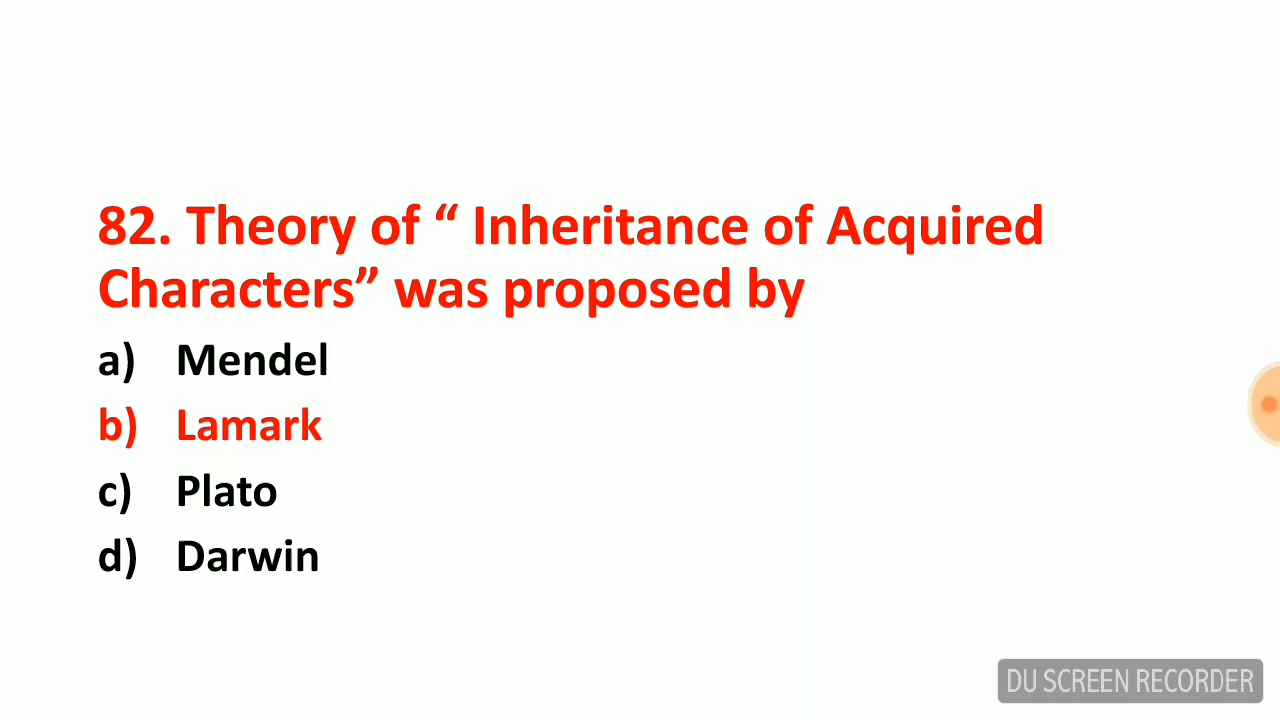 82. Theory of “ Inheritance of Acquired
Characters” was proposed by
a) Mendel
b) Lamark
c) Plato
d) Darwin
DU SCREEN RECORDER